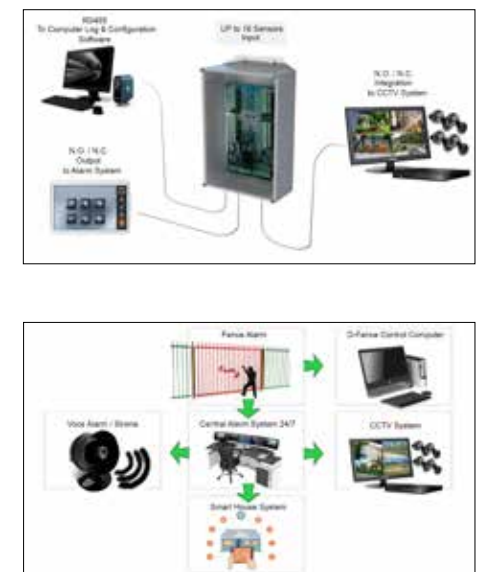 RS485
To Computer Log & Configuration
Software
UP to 16 Sensors
Input
N.O. / N.C.
Integration
to CCTV System
N.O. / N.C.
Output
to Alarm System
Fence Alarm
D-Fence Control Computer
Voice Alarm / Sirens
Central Alarm System 24/7
CCTV System
Smart House System